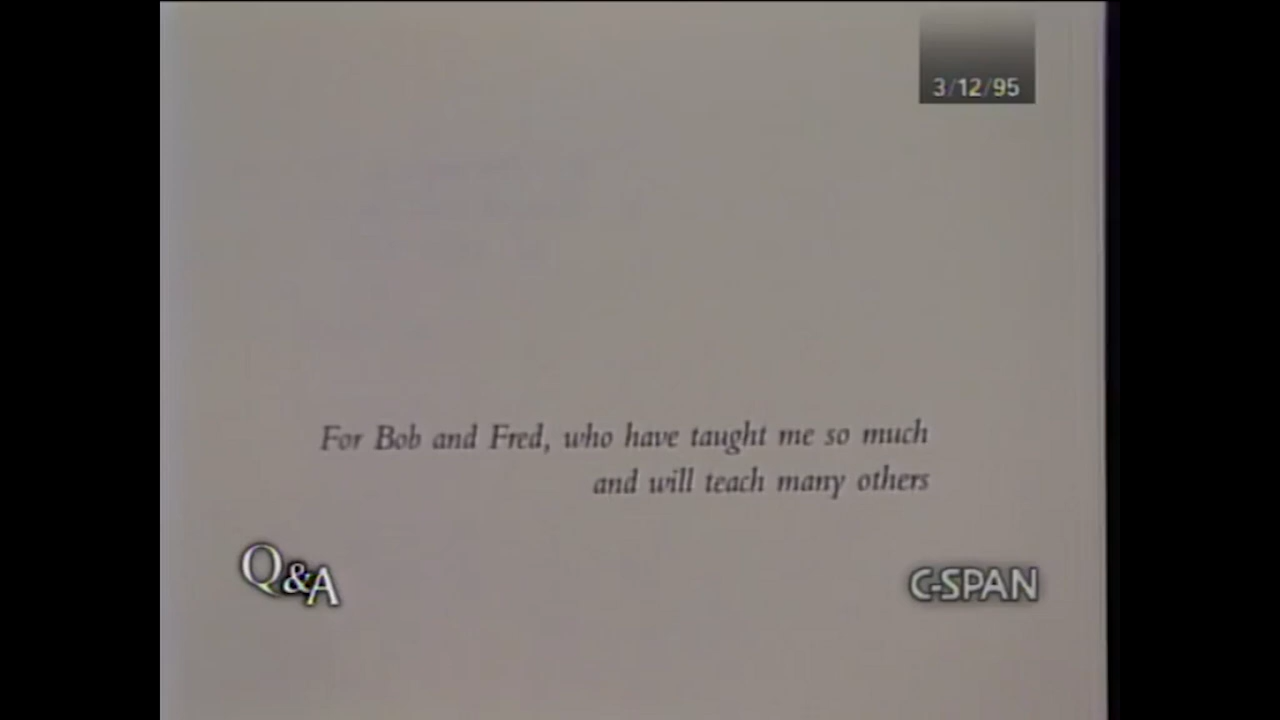 3/12/95
For Bob and Fred, who have taught me so much
and will teach many others
Q&A
C-SPAN